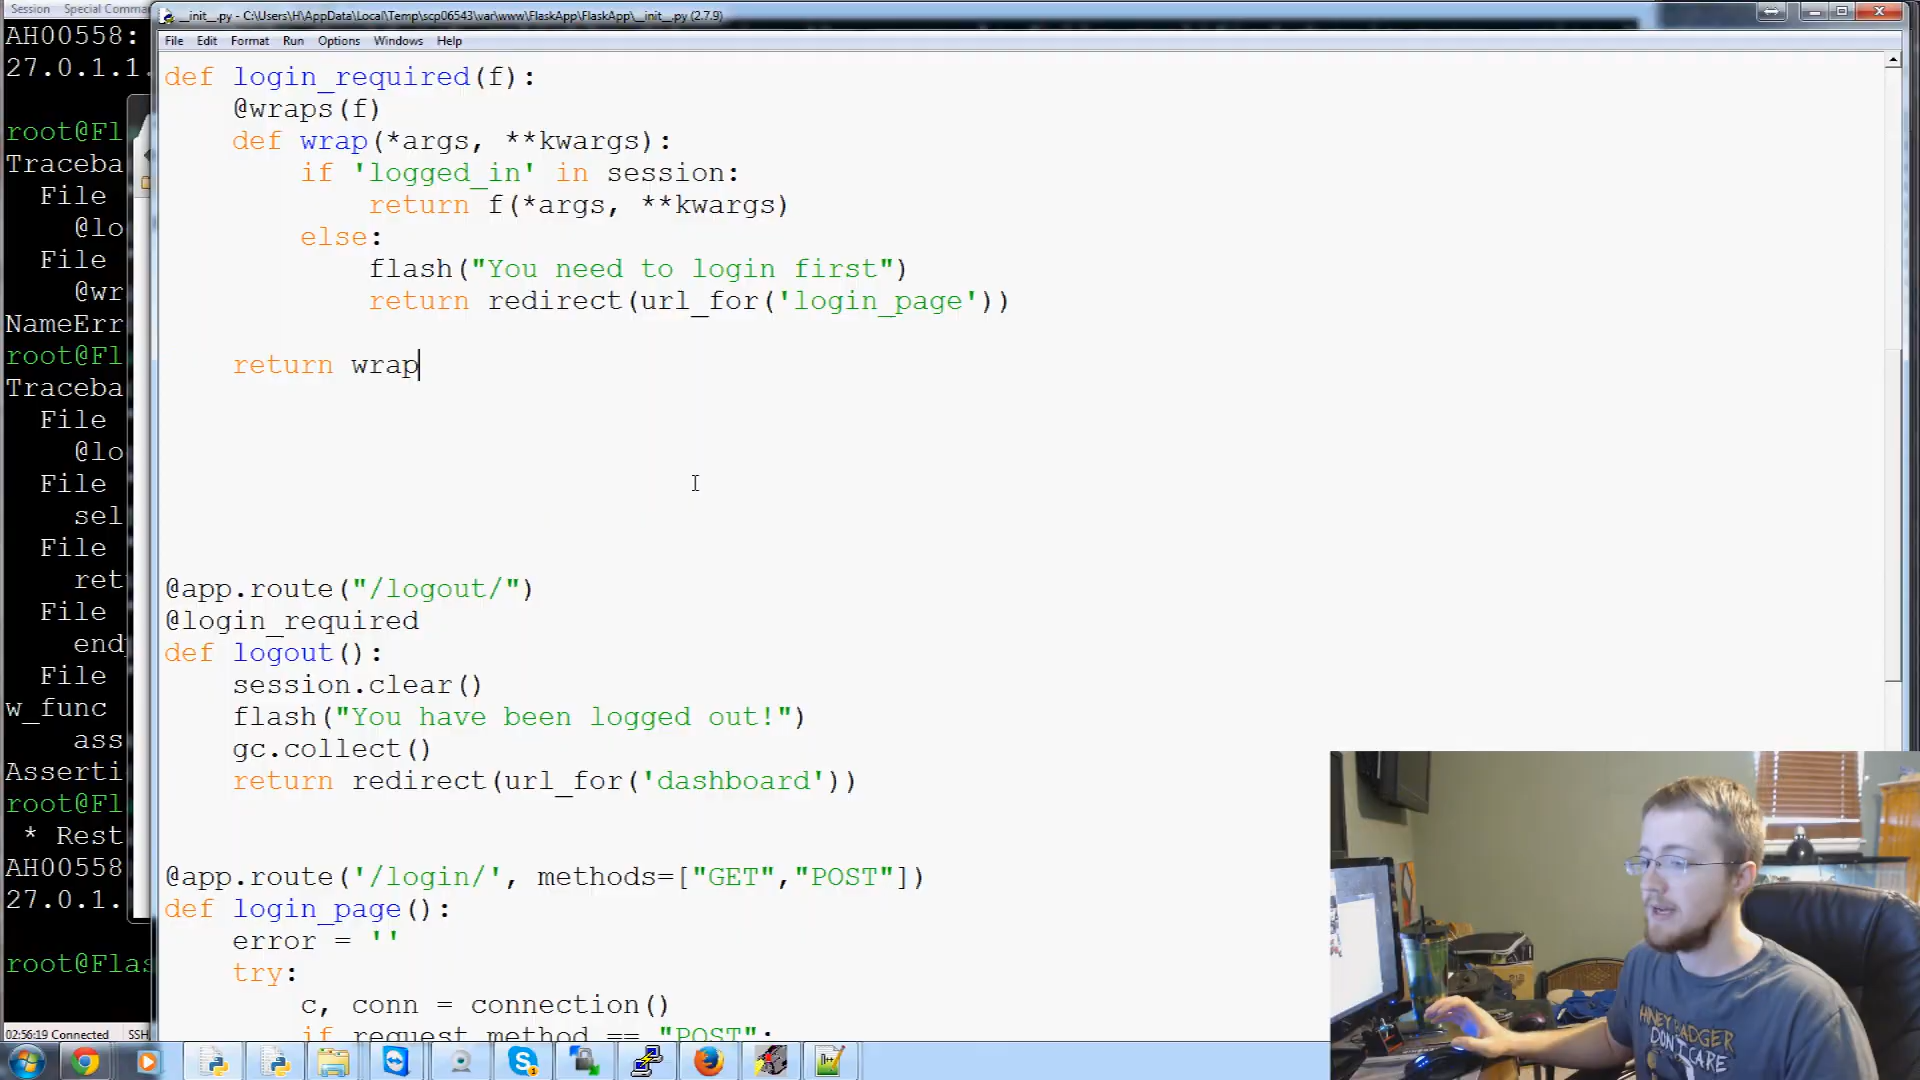 Session Special Comma
__init__.py - C:\Users\H\AppData\Local\Temp\scp06543\var\www\FlaskApp\FlaskApp\__init__.py (2.7.9)
File Edit Format Run Options Windows Help
AH00558:
27.0.1.1.
root@Fl
Traceba
File
@lo
File
@wr
NameErr
root@Fl
Traceba
File
@lo
File
sel
File
ret
File
end
File
w_func
ass
Asserti
root@Fl
* Rest
AH00558
27.0.1.
root@Flas
02:56:19 Connected SSH
def login_required(f):
@wraps(f)
def wrap(*args, **kwargs):
if 'logged_in' in session:
return f(*args, **kwargs)
else:
flash("You need to login first")
return redirect(url_for('login_page'))
return wrap
@app.route("/logout/")
@login_required
def logout():
session.clear()
flash("You have been logged out!")
gc.collect()
return redirect(url_for('dashboard'))
@app.route('/login/', methods=["GET","POST"])
def login_page():
error = ''
try:
c, conn = connection()
if request.method == "POST":
HONEY BADGER
DON'T CARE